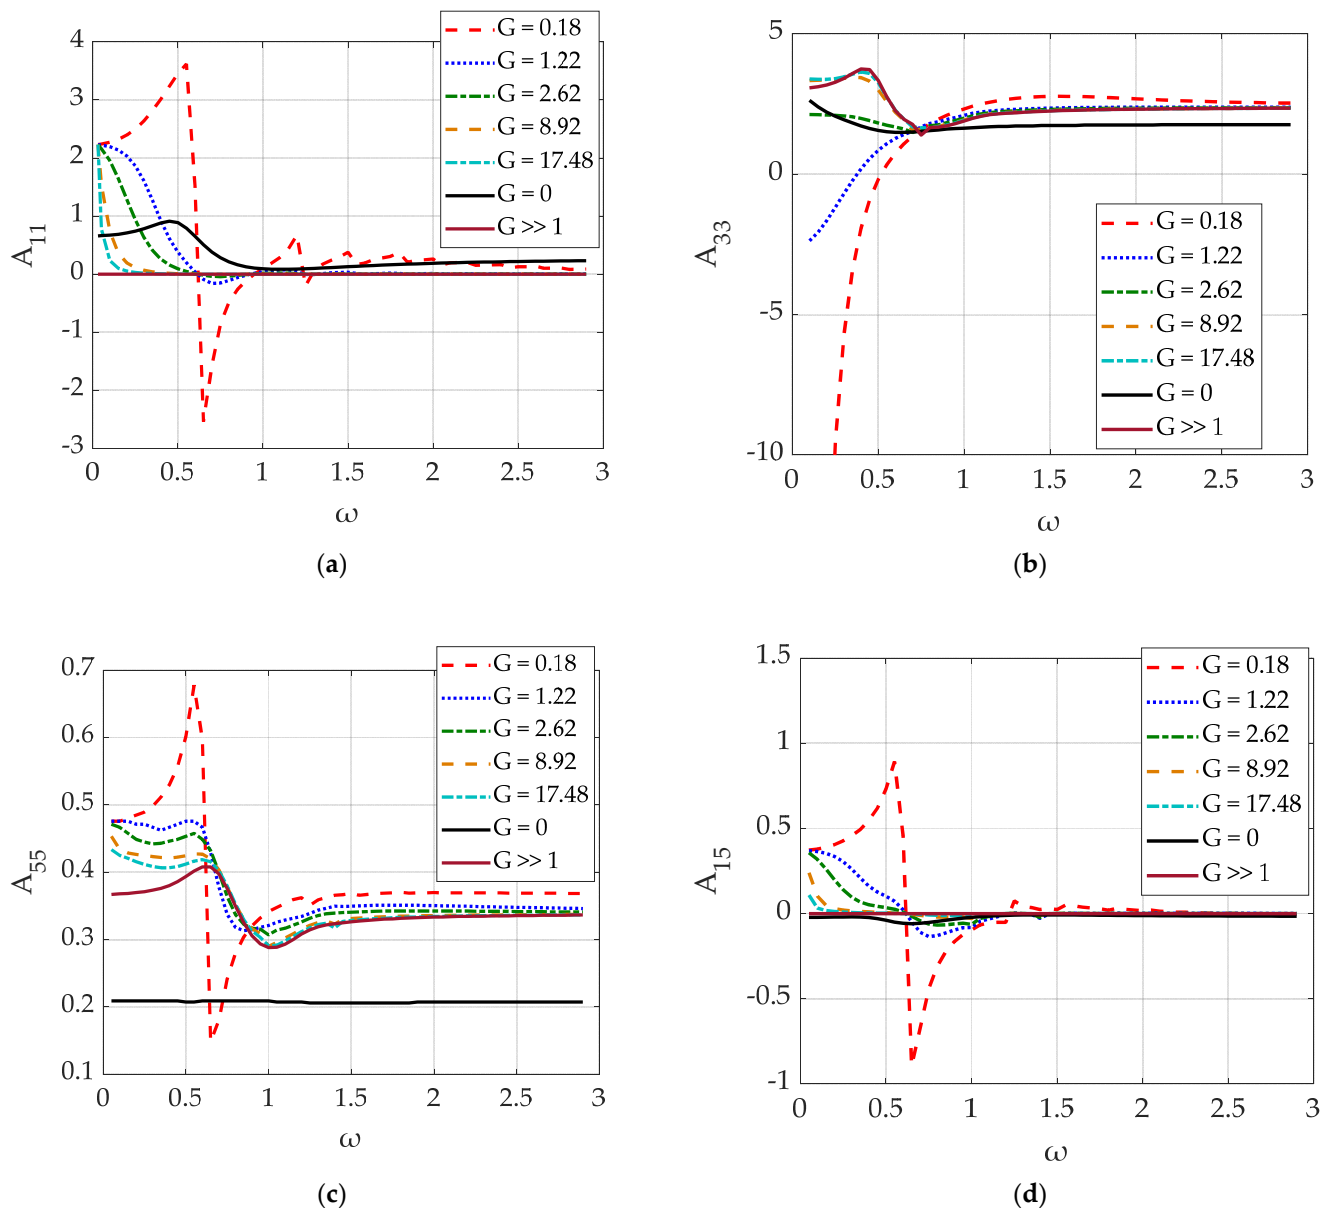 4
3
2
1
0
-1
-2
-3
A11
0 0.5 1 1.5 2 2.5 3
ω
G = 0.18
G = 1.22
G = 2.62
G = 8.92
G = 17.48
G = 0
G >> 1
(a)
5
0
-5
-10
A33
0 0.5 1 1.5 2 2.5 3
ω
G = 0.18
G = 1.22
G = 2.62
G = 8.92
G = 17.48
G = 0
G >> 1
(b)
0.7
0.6
0.5
0.4
0.3
0.2
0.1
A55
0 0.5 1 1.5 2 2.5 3
ω
G = 0.18
G = 1.22
G = 2.62
G = 8.92
G = 17.48
G = 0
G >> 1
(c)
1.5
1
0.5
0
-0.5
-1
A15
0 0.5 1 1.5 2 2.5 3
ω
G = 0.18
G = 1.22
G = 2.62
G = 8.92
G = 17.48
G = 0
G >> 1
(d)